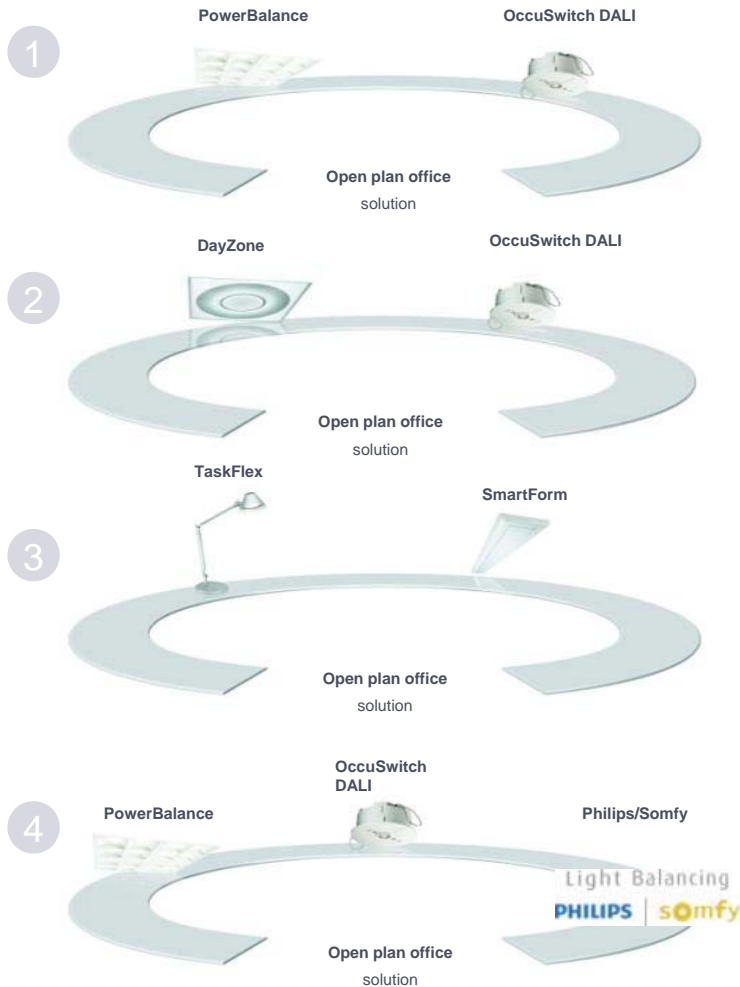 PowerBalance
OccuSwitch DALI
1
Open plan office
solution
DayZone
OccuSwitch DALI
2
Open plan office
solution
TaskFlex
SmartForm
3
Open plan office
solution
OccuSwitch
DALI
PowerBalance
Philips/Somfy
4
Light Balancing
PHILIPS | somfy
Open plan office
solution